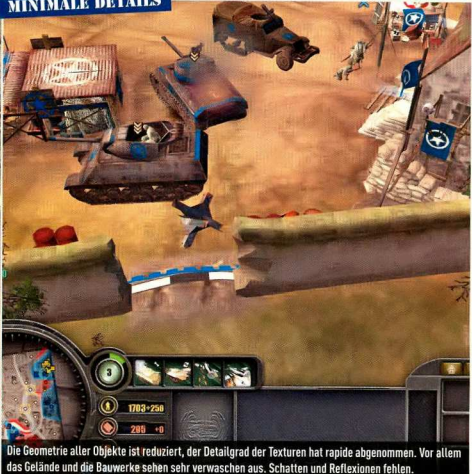 MINIMALE DETAILS
3
1703+250
205 +0
Die Geometrie aller Objekte ist reduziert, der Detailgrad der Texturen hat rapide abgenommen. Vor allem
das Gelände und die Bauwerke sehen sehr verwaschen aus. Schatten und Reflexionen fehlen.